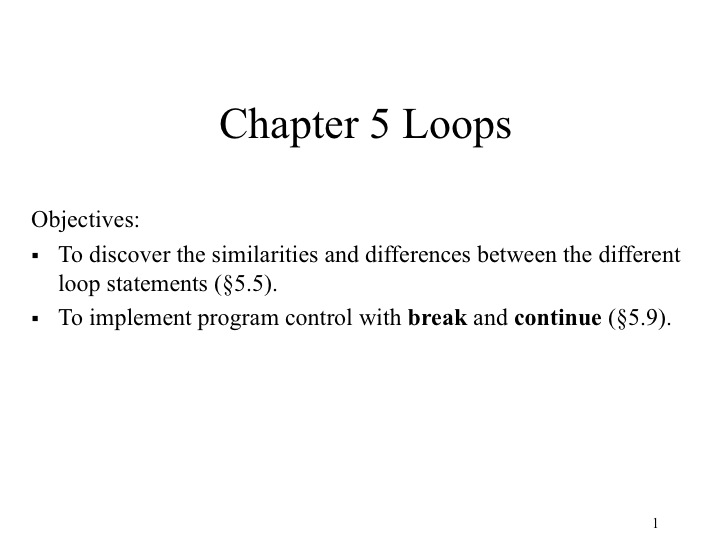 Chapter 5 Loops
Objectives:
▪ To discover the similarities and differences between the different
loop statements (§5.5).
▪ To implement program control with break and continue (§5.9).
1